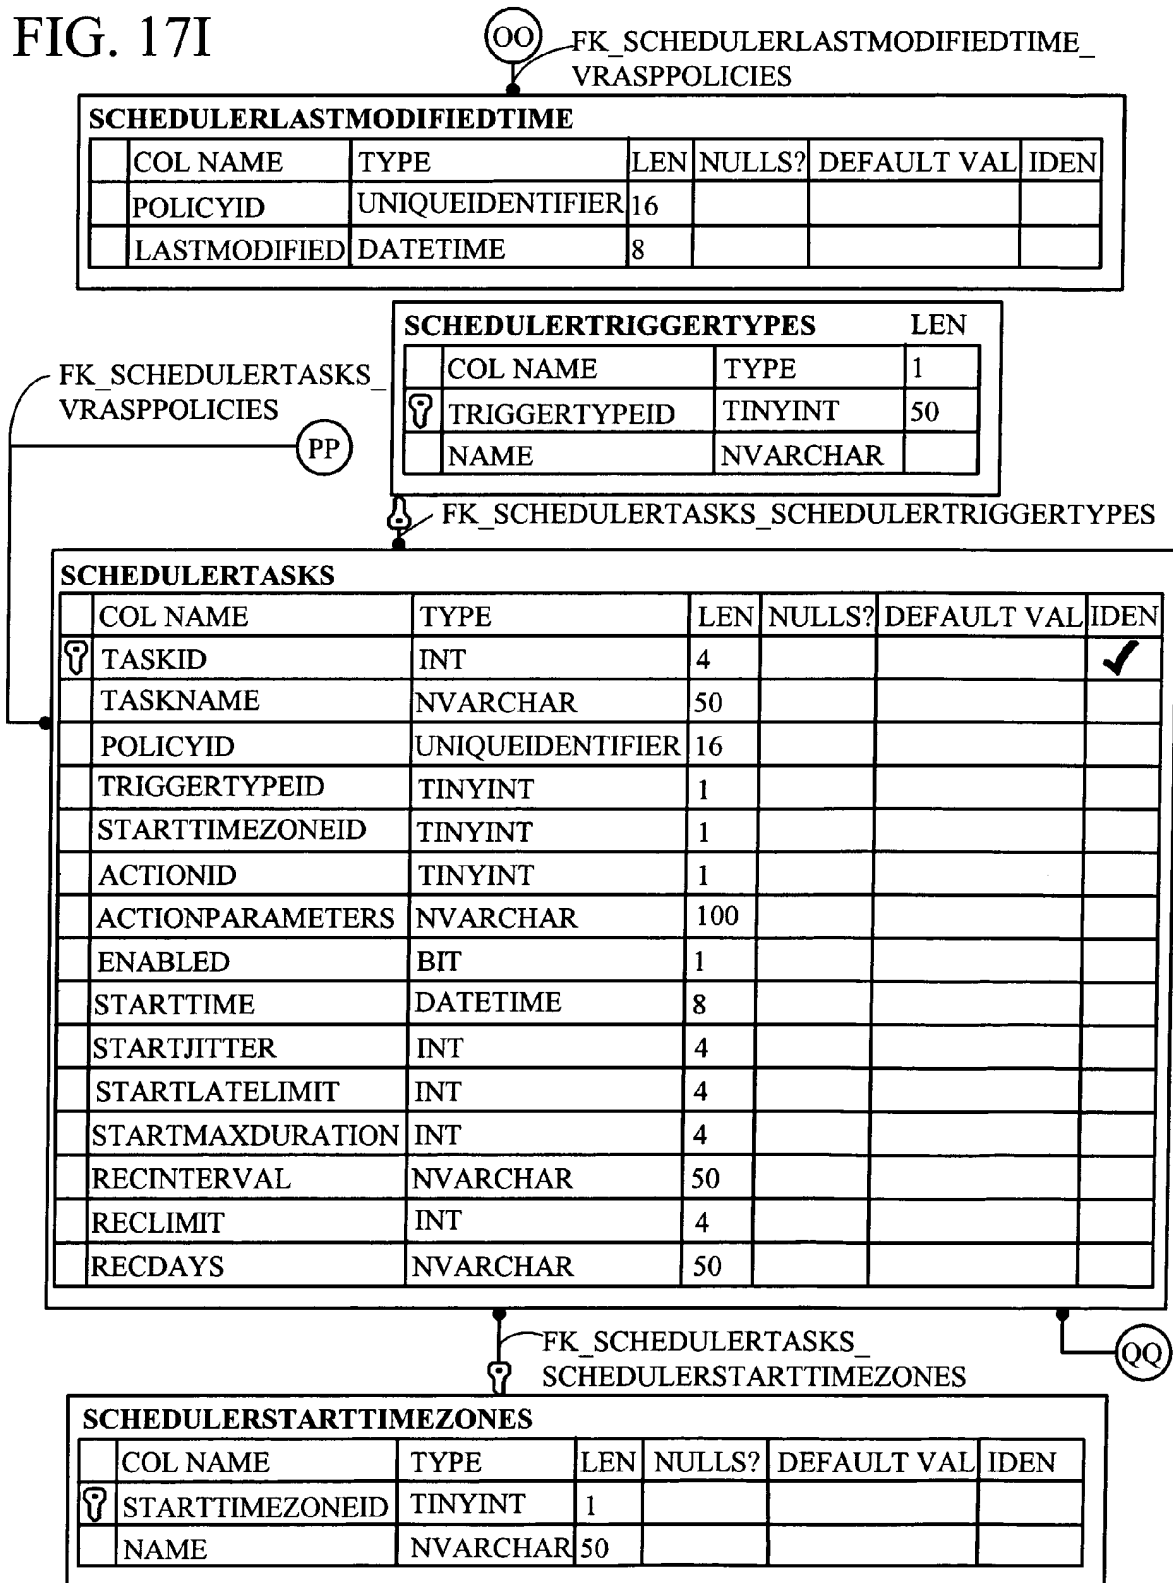 FIG. 17I
OO
FK_SCHEDULERLASTMODIFIEDTIME_
VRASPPOLICIES
SCHEDULERLASTMODIFIEDTIME
COL NAME TYPE LEN NULLS? DEFAULT VAL IDEN
POLICYID UNIQUEIDENTIFIER 16
LASTMODIFIED DATETIME 8
SCHEDULERTRIGGERTYPES LEN
COL NAME TYPE 1
TRIGGERTYPEID TINYINT 50
NAME NVARCHAR
FK_SCHEDULERTASKS_
VRASPPOLICIES
PP
FK_SCHEDULERTASKS_SCHEDULERTRIGGERTYPES
SCHEDULERTASKS
COL NAME TYPE LEN NULLS? DEFAULT VAL IDEN
TASKID INT 4 ✓
TASKNAME NVARCHAR 50
POLICYID UNIQUEIDENTIFIER 16
TRIGGERTYPEID TINYINT 1
STARTTIMEZONEID TINYINT 1
ACTIONID TINYINT 1
ACTIONPARAMETERS NVARCHAR 100
ENABLED BIT 1
STARTTIME DATETIME 8
STARTJITTER INT 4
STARTLATELIMIT INT 4
STARTMAXDURATION INT 4
RECINTERVAL NVARCHAR 50
RECLIMIT INT 4
RECDAYS NVARCHAR 50
FK_SCHEDULERTASKS_
SCHEDULERSTARTTIMEZONES
QQ
SCHEDULERSTARTTIMEZONES
COL NAME TYPE LEN NULLS? DEFAULT VAL IDEN
STARTTIMEZONEID TINYINT 1
NAME NVARCHAR 50